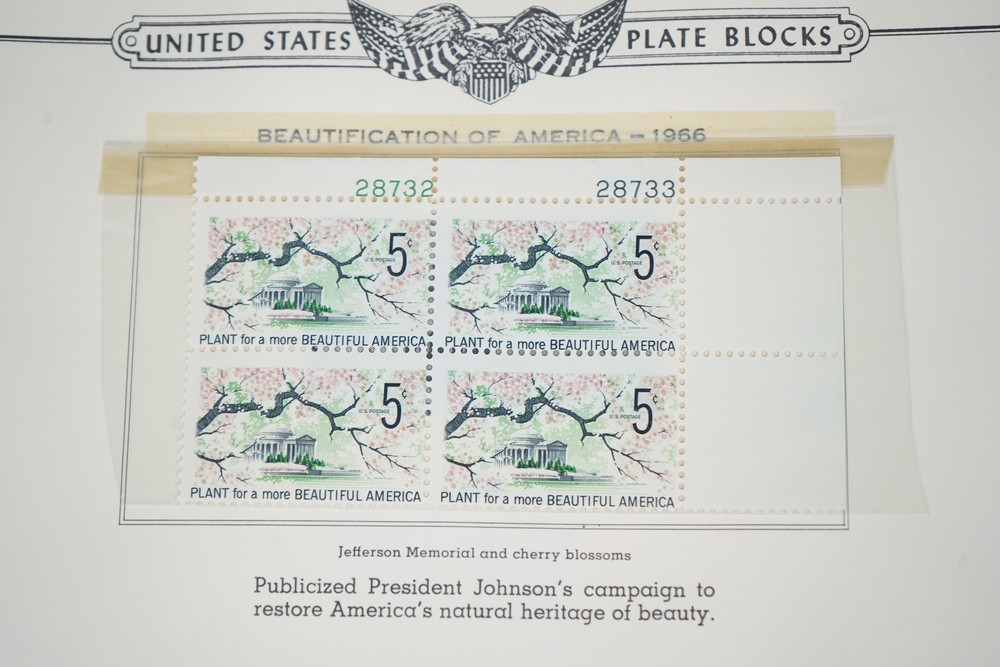 UNITED STATES PLATE BLOCKS
BEAUTIFICATION OF AMERICA – 1966
28732 28733
5¢ 5¢
U.S. POSTAGE U.S. POSTAGE
PLANT for a more BEAUTIFUL AMERICA PLANT for a more BEAUTIFUL AMERICA
5¢ 5¢
U.S. POSTAGE U.S. POSTAGE
PLANT for a more BEAUTIFUL AMERICA PLANT for a more BEAUTIFUL AMERICA
Jefferson Memorial and cherry blossoms
Publicized President Johnson's campaign to
restore America's natural heritage of beauty.